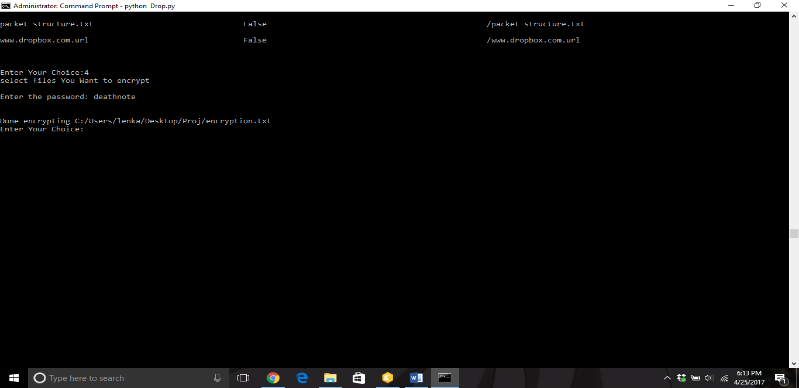 Administrator: Command Prompt - python Drop.py
packet structure.txt False /packet structure.txt
www.dropbox.com.url False /www.dropbox.com.url
Enter Your Choice:4
select files You Want to encrypt
Enter the password: deathnote
Done encrypting C:/Users/lenka/Desktop/Proj/encryption.txt
Enter Your Choice:
Type here to search
6:13 PM
4/25/2017